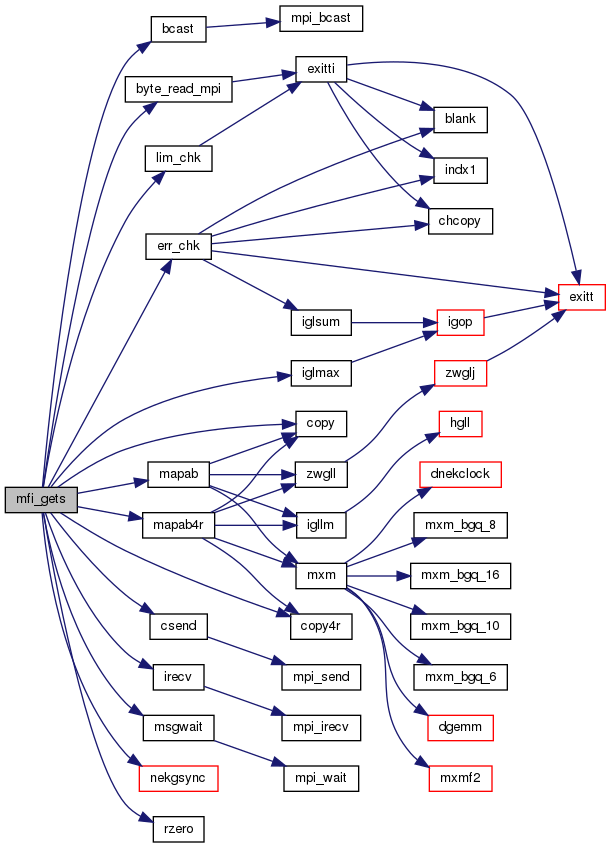 mfi_gets
bcast
byte_read_mpi
lim_chk
err_chk
mapab
mapab4r
csend
irecv
msgwait
nekgsync
rzero
mpi_bcast
exitti
iglsum
iglmax
copy
zwgll
igllm
mxm
copy4r
mpi_send
mpi_irecv
mpi_wait
blank
indx1
chcopy
igop
zwglj
hgll
dnekclock
mxm_bgq_8
mxm_bgq_16
mxm_bgq_10
mxm_bgq_6
dgemm
mxmf2
exitt